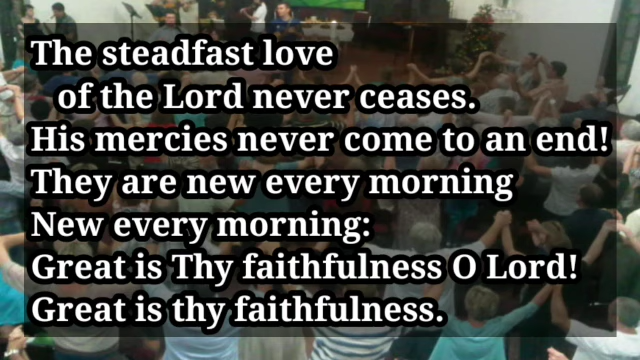 The steadfast love
of the Lord never ceases.
His mercies never come to an end!
They are new every morning
New every morning:
Great is Thy faithfulness O Lord!
Great is thy faithfulness.